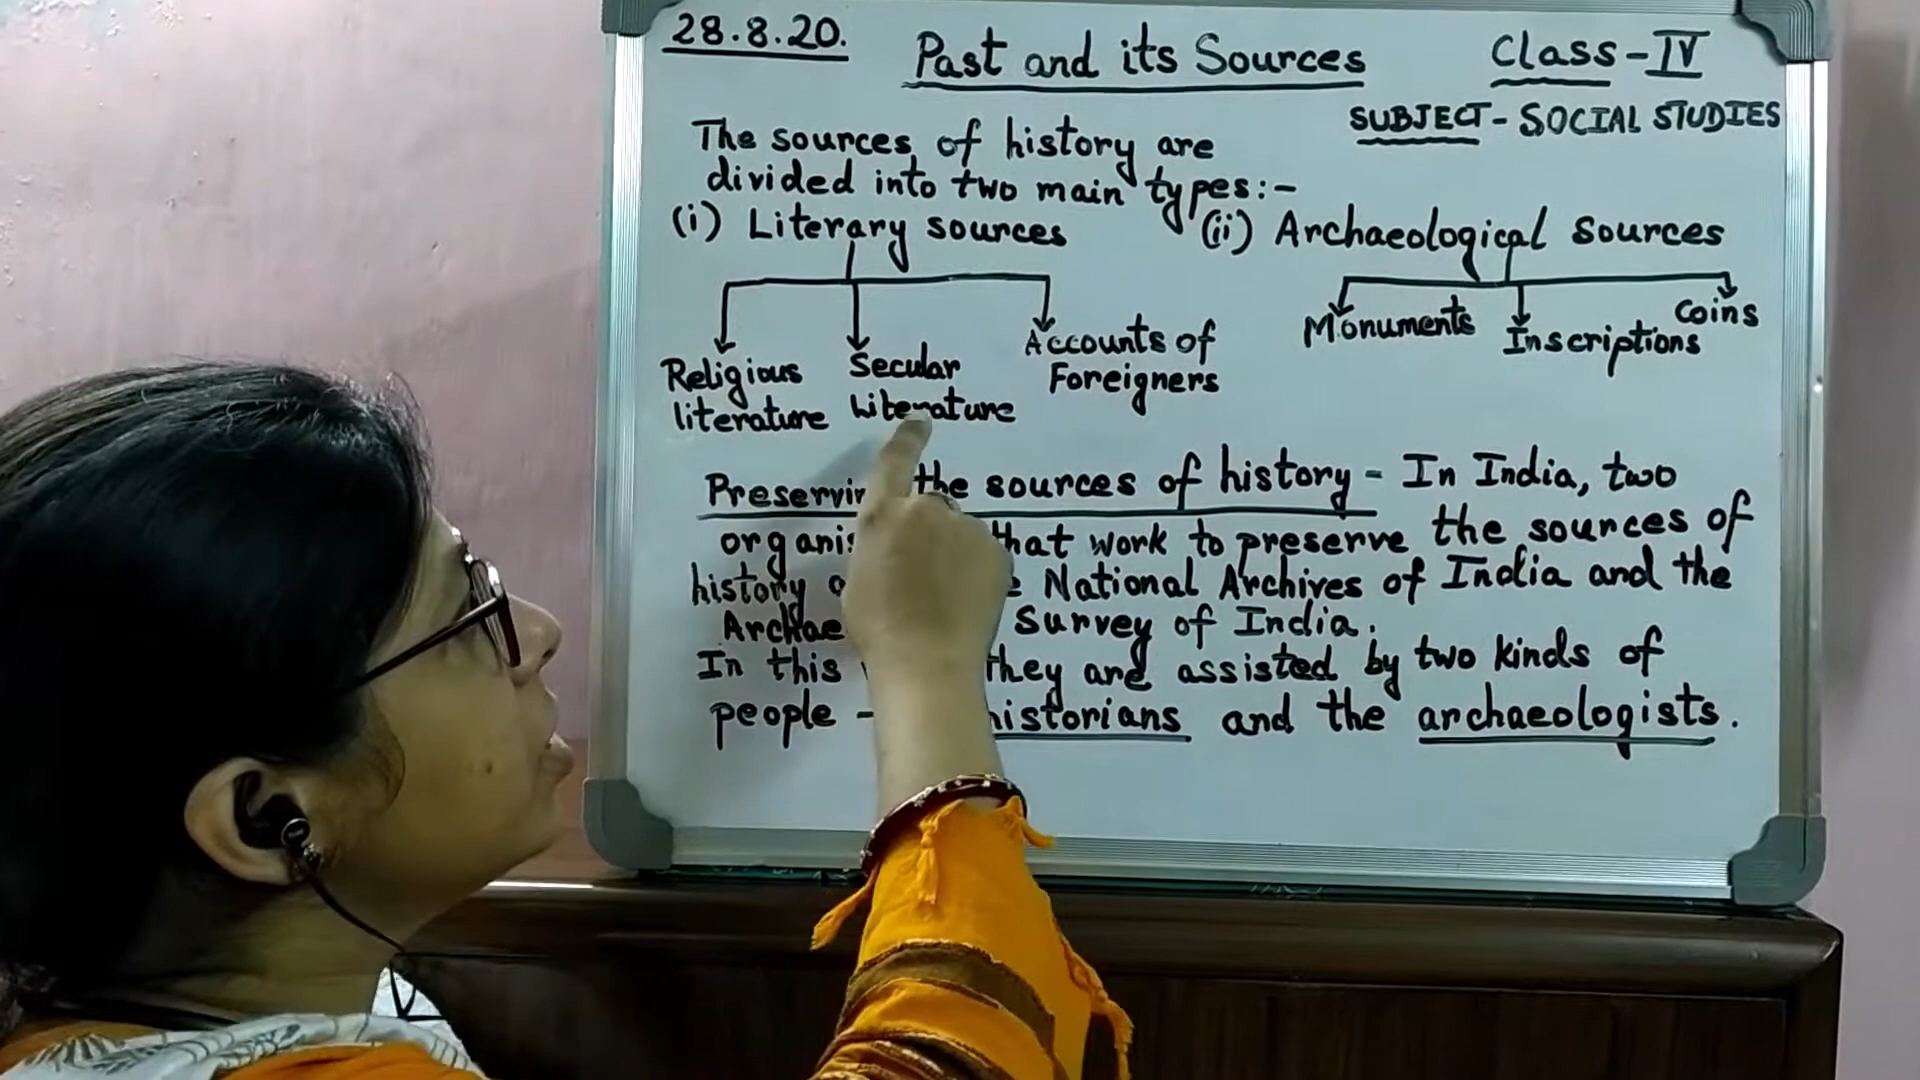 28.8.20.
Past and its Sources
Class-IV
SUBJECT - SOCIAL STUDIES
The sources of history are
divided into two main types:-
(i) Literary sources
(ii) Archaeological Sources
Religious literature
Secular Literature
Accounts of Foreigners
Monuments
Inscriptions
Coins
the sources of history - In India, two
that work to preserve the sources of
history National Archives of India and the
Survey of India.
In this they are assisted by two kinds of
people - historians and the archaeologists.